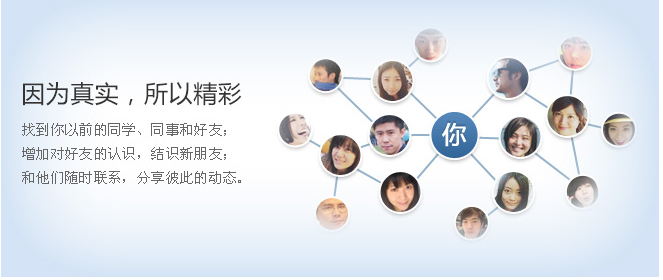 因为真实，所以精彩
找到你以前的同学、同事和好友；
增加对好友的认识，结识新朋友；
和他们随时联系，分享彼此的动态。
你